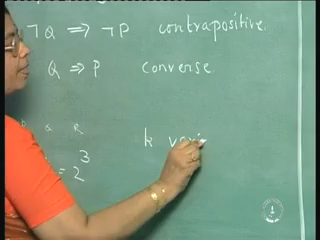 ¬Q ⇒ ¬P contrapositive.
Q ⇒ P converse.
Q R
= 2³
k vari